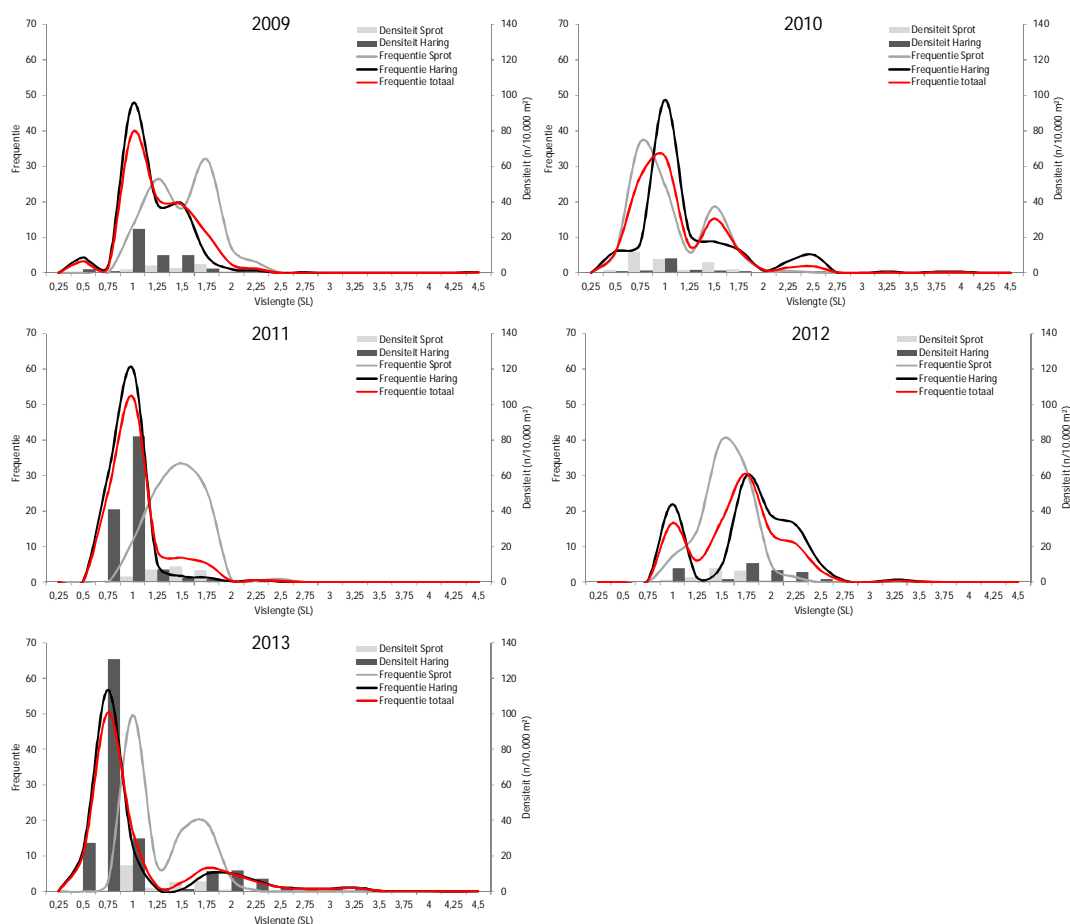 2009
Densiteit Sprot
Densiteit Haring
Frequentie Sprot
Frequentie Haring
Frequentie totaal
70 60 50 40 30 20 10 0
Frequentie
140 120 100 80 60 40 20 0
Densiteit (n/10,000 m²)
0,25 0,5 0,75 1 1,25 1,5 1,75 2 2,25 2,5 2,75 3 3,25 3,5 3,75 4 4,25 4,5
Vislengte (SL)
2010
Densiteit Sprot
Densiteit Haring
Frequentie Sprot
Frequentie Haring
Frequentie totaal
70 60 50 40 30 20 10 0
Frequentie
140 120 100 80 60 40 20 0
Densiteit (n/10,000 m²)
0,25 0,5 0,75 1 1,25 1,5 1,75 2 2,25 2,5 2,75 3 3,25 3,5 3,75 4 4,25 4,5
Vislengte (SL)
2011
Densiteit Sprot
Densiteit Haring
Frequentie Sprot
Frequentie Haring
Frequentie totaal
70 60 50 40 30 20 10 0
Frequentie
140 120 100 80 60 40 20 0
Densiteit (n/10,000 m²)
0,25 0,5 0,75 1 1,25 1,5 1,75 2 2,25 2,5 2,75 3 3,25 3,5 3,75 4 4,25 4,5
Vislengte (SL)
2012
Densiteit Sprot
Densiteit Haring
Frequentie Sprot
Frequentie Haring
Frequentie totaal
70 60 50 40 30 20 10 0
Frequentie
140 120 100 80 60 40 20 0
Densiteit (n/10,000 m²)
0,25 0,5 0,75 1 1,25 1,5 1,75 2 2,25 2,5 2,75 3 3,25 3,5 3,75 4 4,25 4,5
Vislengte (SL)
2013
Densiteit Sprot
Densiteit Haring
Frequentie Sprot
Frequentie Haring
Frequentie totaal
70 60 50 40 30 20 10 0
Frequentie
140 120 100 80 60 40 20 0
Densiteit (n/10,000 m²)
0,25 0,5 0,75 1 1,25 1,5 1,75 2 2,25 2,5 2,75 3 3,25 3,5 3,75 4 4,25 4,5
Vislengte (SL)